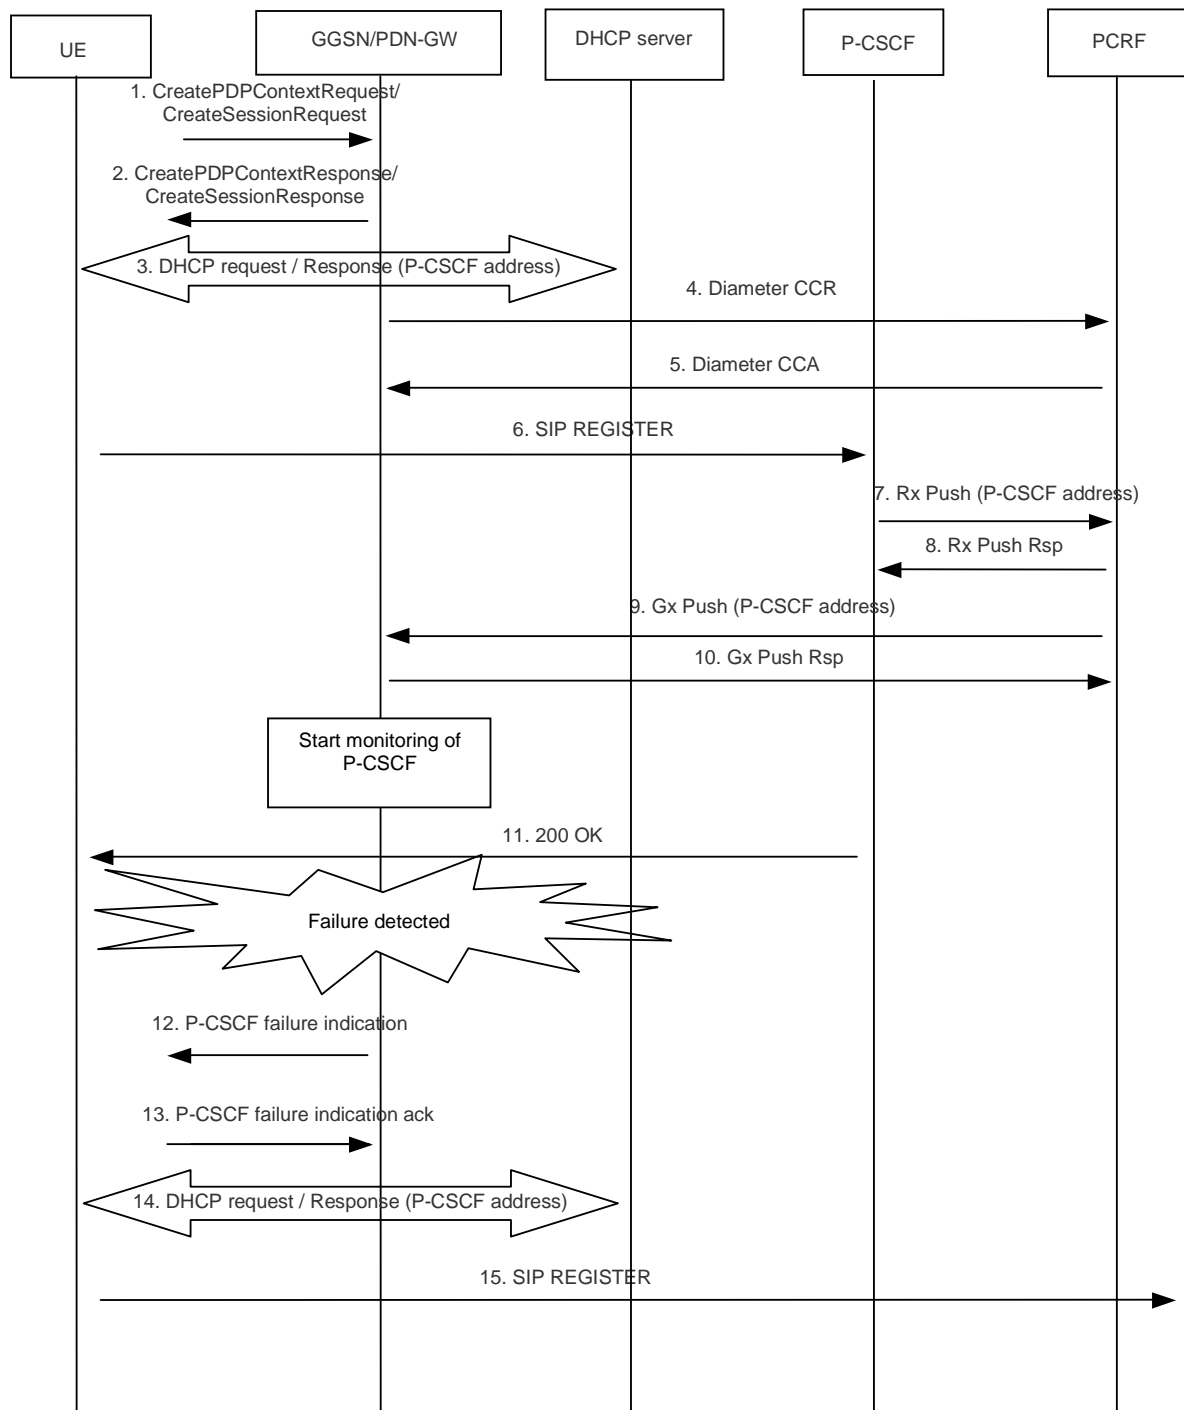 UE
GGSN/PDN-GW
DHCP server
P-CSCF
PCRF
1. CreatePDPContextRequest/
CreateSessionRequest
2. CreatePDPContextResponse/
CreateSessionResponse
3. DHCP request / Response (P-CSCF address)
4. Diameter CCR
5. Diameter CCA
6. SIP REGISTER
7. Rx Push (P-CSCF address)
8. Rx Push Rsp
9. Gx Push (P-CSCF address)
10. Gx Push Rsp
Start monitoring of
P-CSCF
11. 200 OK
Failure detected
12. P-CSCF failure indication
13. P-CSCF failure indication ack
14. DHCP request / Response (P-CSCF address)
15. SIP REGISTER